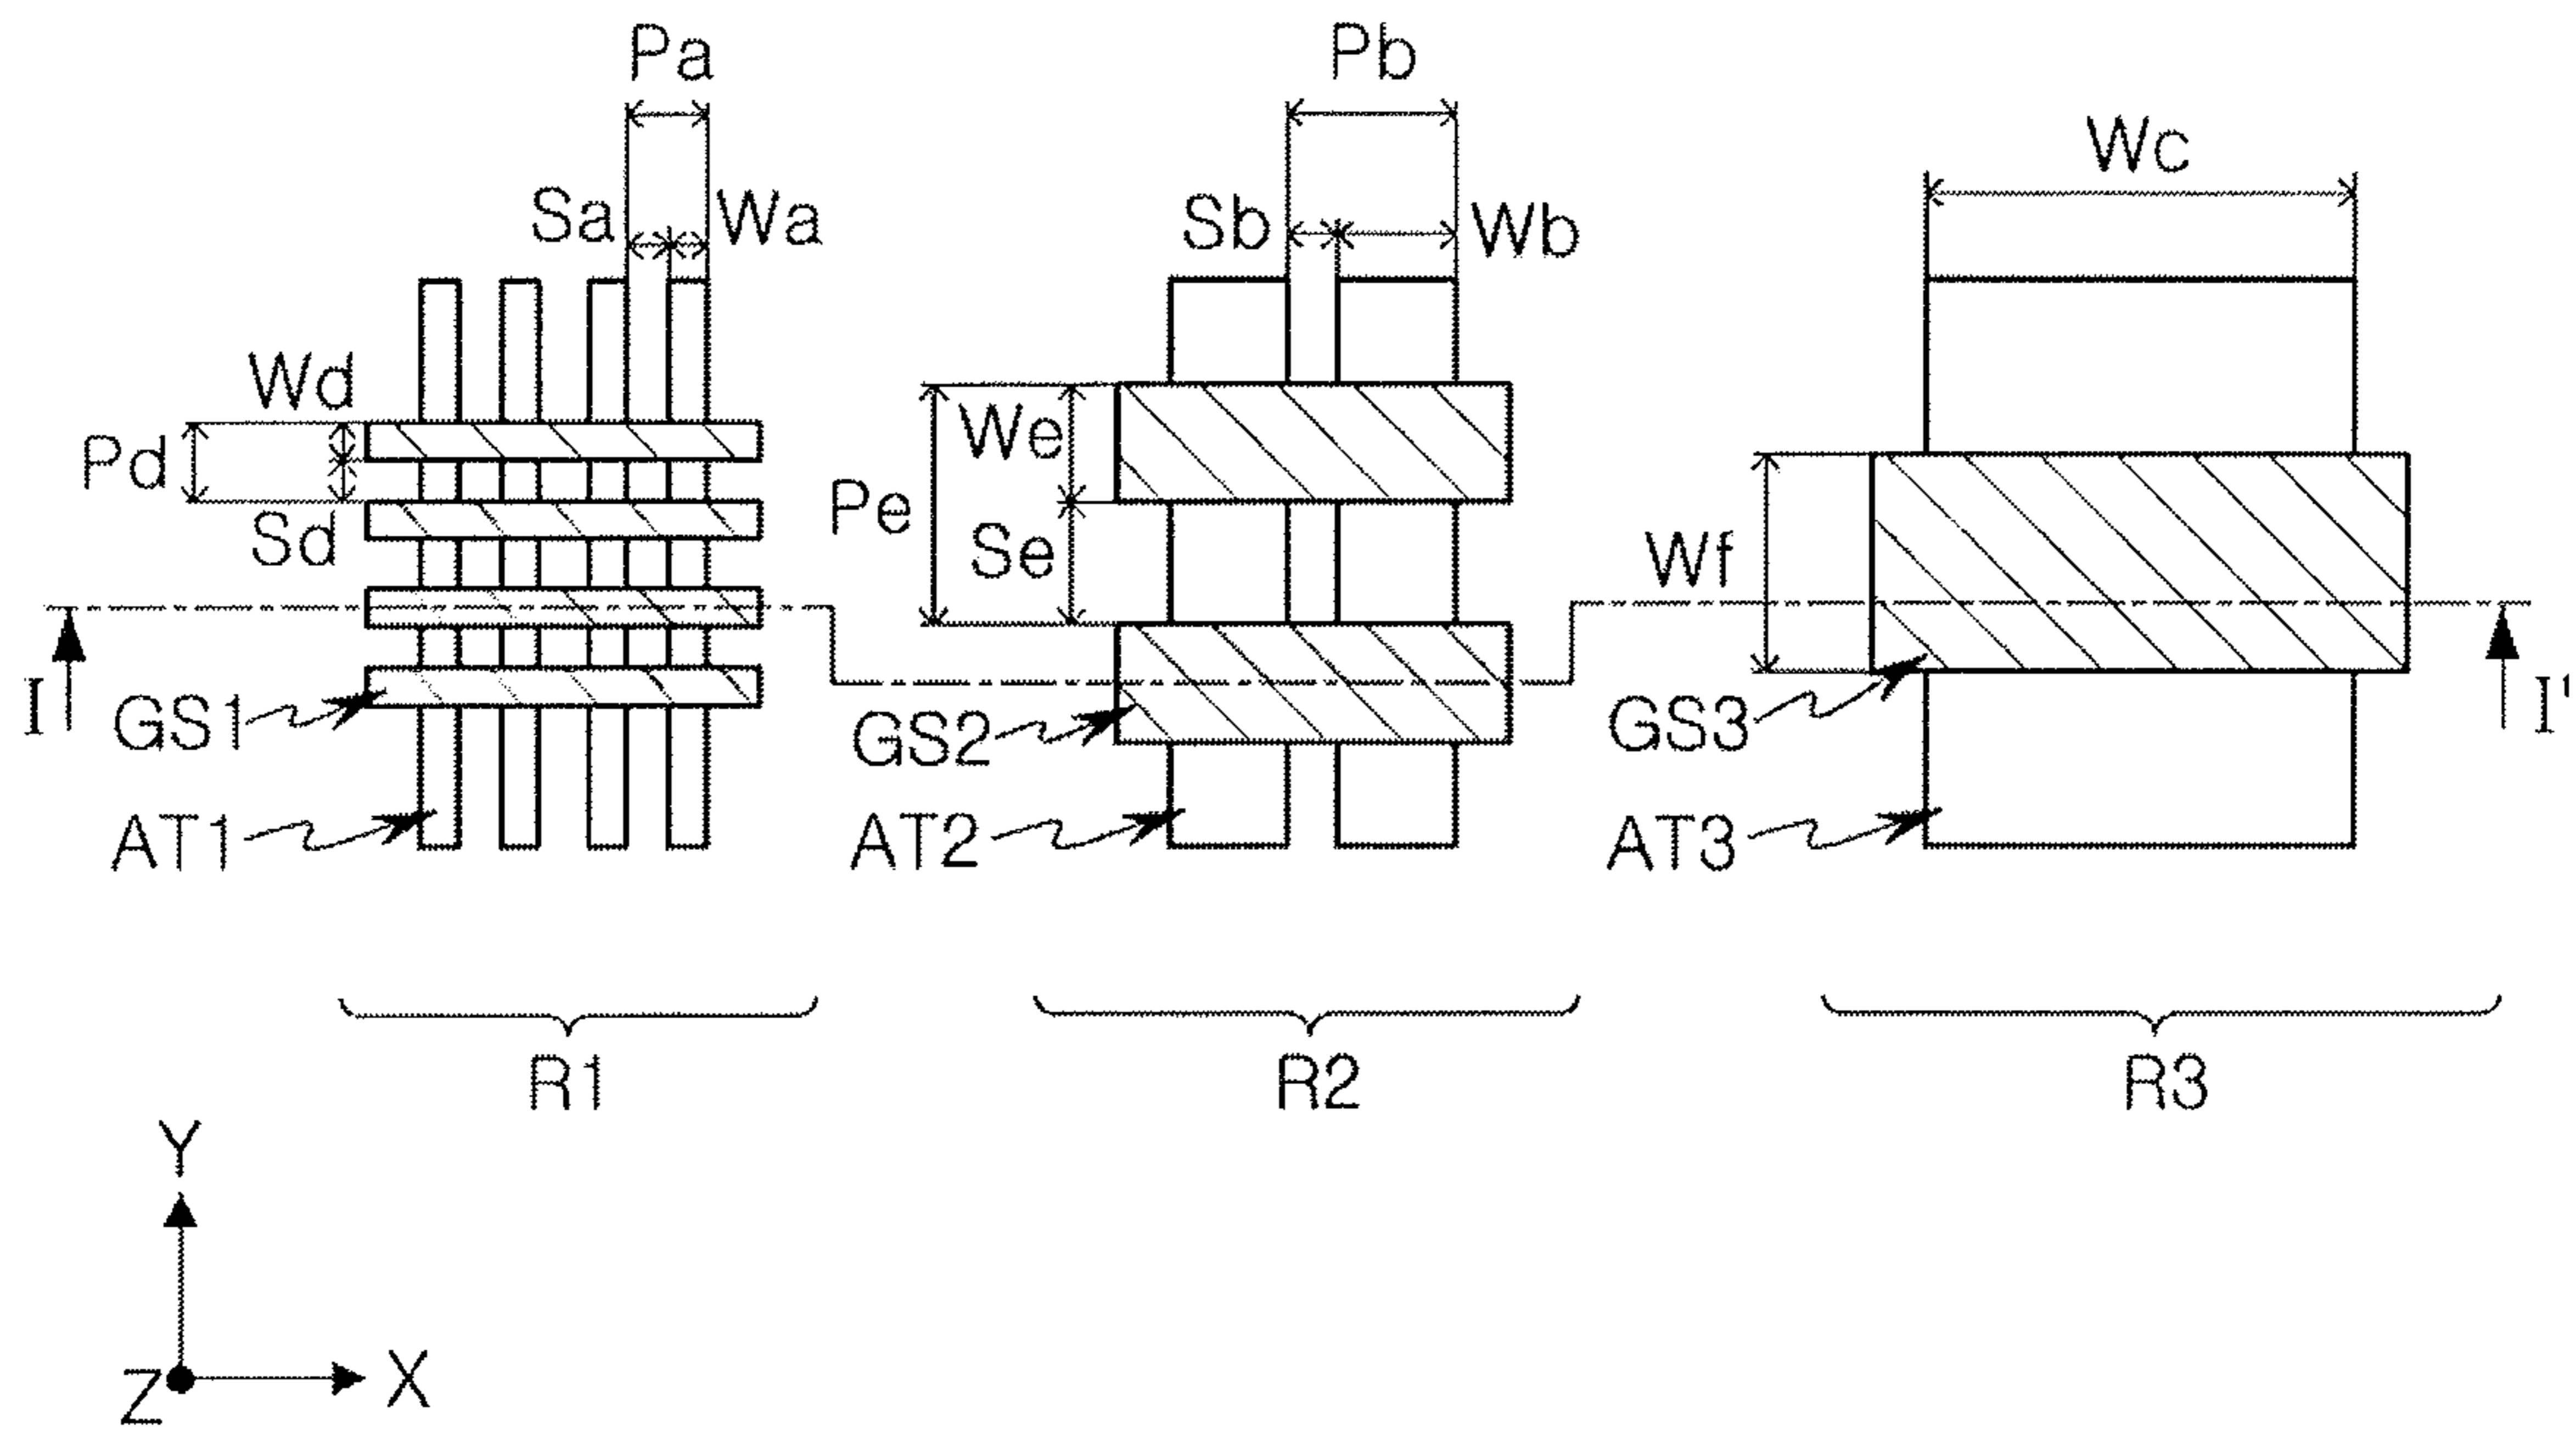 Pa
Pb
Wc
Sa
Wa
Sb
Wb
Wd
Pd
We
Pe
Sd
Se
Wf
I
GS1
GS2
GS3
I'
AT1
AT2
AT3
R1
R2
R3
Y
Z
X